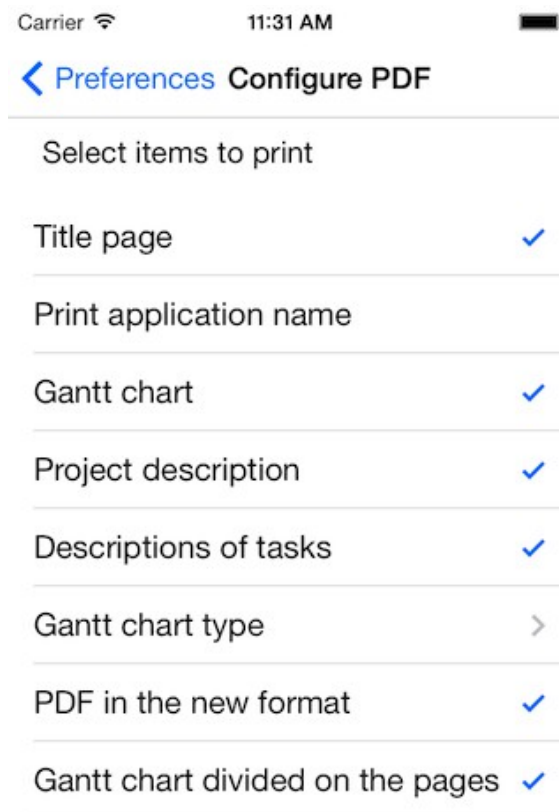 Carrier 11:31 AM
Preferences Configure PDF
Select items to print
Title page
Print application name
Gantt chart
Project description
Descriptions of tasks
Gantt chart type
PDF in the new format
Gantt chart divided on the pages